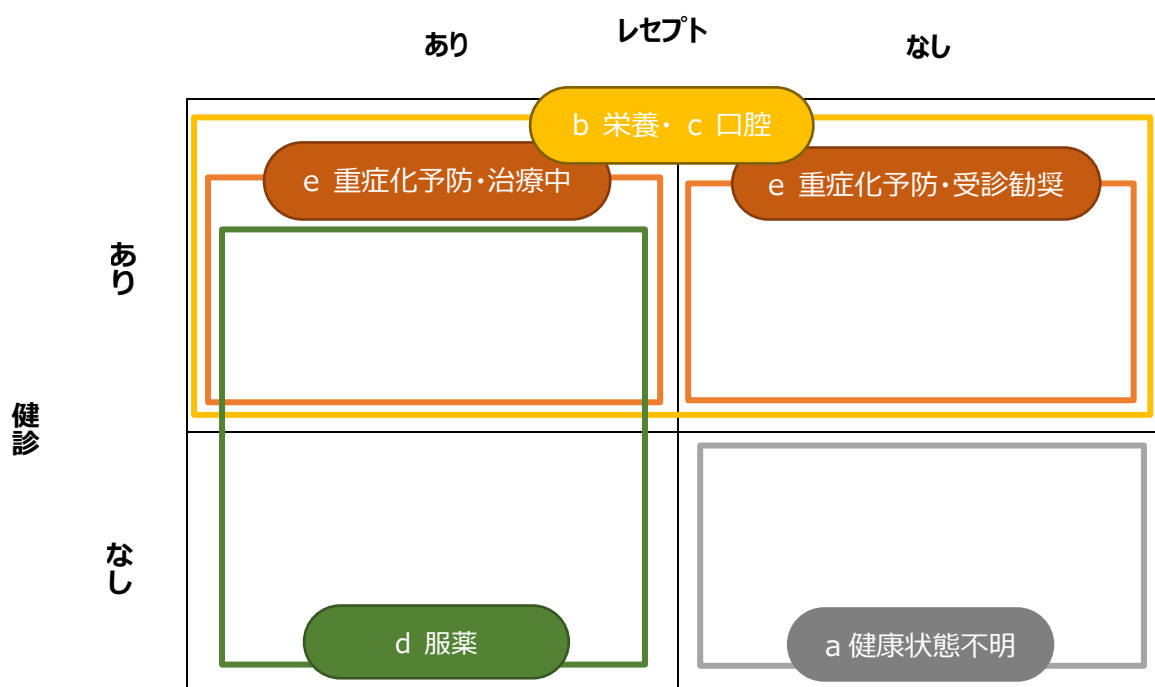 レセプト
あり
なし
b 栄養・ c 口腔
e 重症化予防・治療中
e 重症化予防・受診勧奨
あり
健診
なし
d 服薬
a 健康状態不明